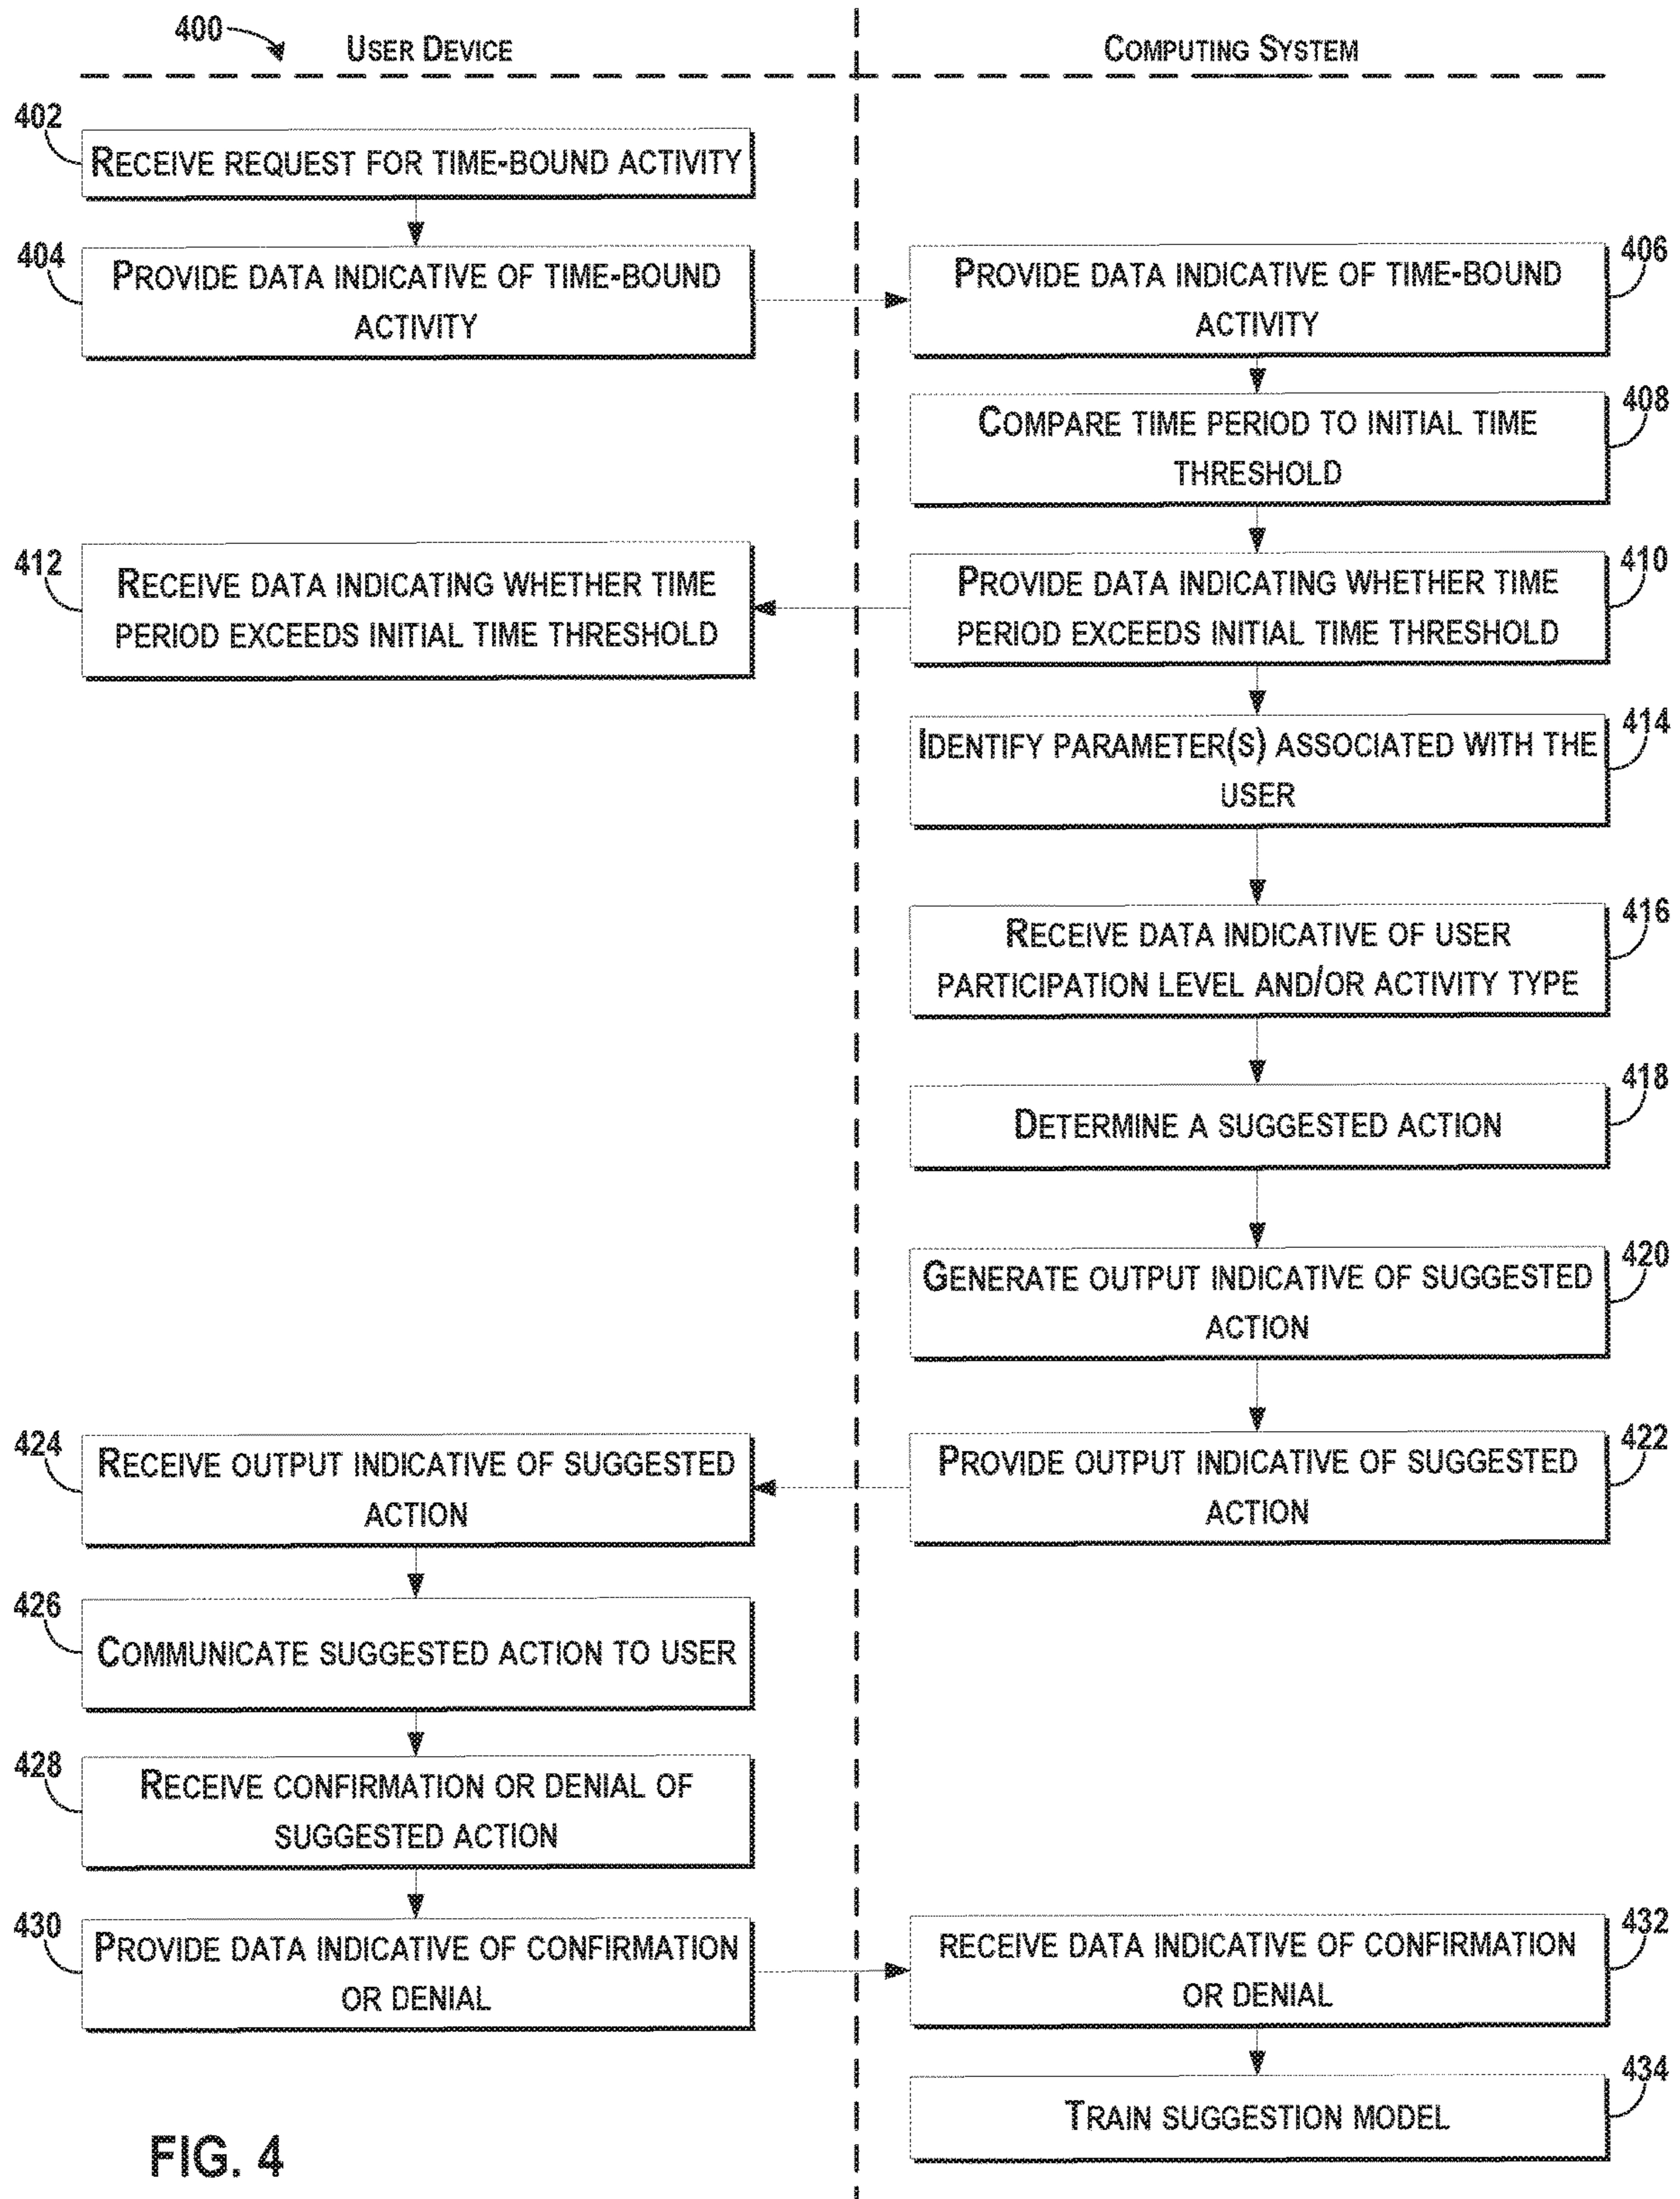 400
USER DEVICE
COMPUTING SYSTEM
402
RECEIVE REQUEST FOR TIME-BOUND ACTIVITY
404
PROVIDE DATA INDICATIVE OF TIME-BOUND
ACTIVITY
406
PROVIDE DATA INDICATIVE OF TIME-BOUND
ACTIVITY
408
COMPARE TIME PERIOD TO INITIAL TIME
THRESHOLD
412
RECEIVE DATA INDICATING WHETHER TIME
PERIOD EXCEEDS INITIAL TIME THRESHOLD
410
PROVIDE DATA INDICATING WHETHER TIME
PERIOD EXCEEDS INITIAL TIME THRESHOLD
414
IDENTIFY PARAMETER(S) ASSOCIATED WITH THE
USER
416
RECEIVE DATA INDICATIVE OF USER
PARTICIPATION LEVEL AND/OR ACTIVITY TYPE
418
DETERMINE A SUGGESTED ACTION
420
GENERATE OUTPUT INDICATIVE OF SUGGESTED
ACTION
424
RECEIVE OUTPUT INDICATIVE OF SUGGESTED
ACTION
422
PROVIDE OUTPUT INDICATIVE OF SUGGESTED
ACTION
426
COMMUNICATE SUGGESTED ACTION TO USER
428
RECEIVE CONFIRMATION OR DENIAL OF
SUGGESTED ACTION
430
PROVIDE DATA INDICATIVE OF CONFIRMATION
OR DENIAL
432
RECEIVE DATA INDICATIVE OF CONFIRMATION
OR DENIAL
434
TRAIN SUGGESTION MODEL
FIG. 4